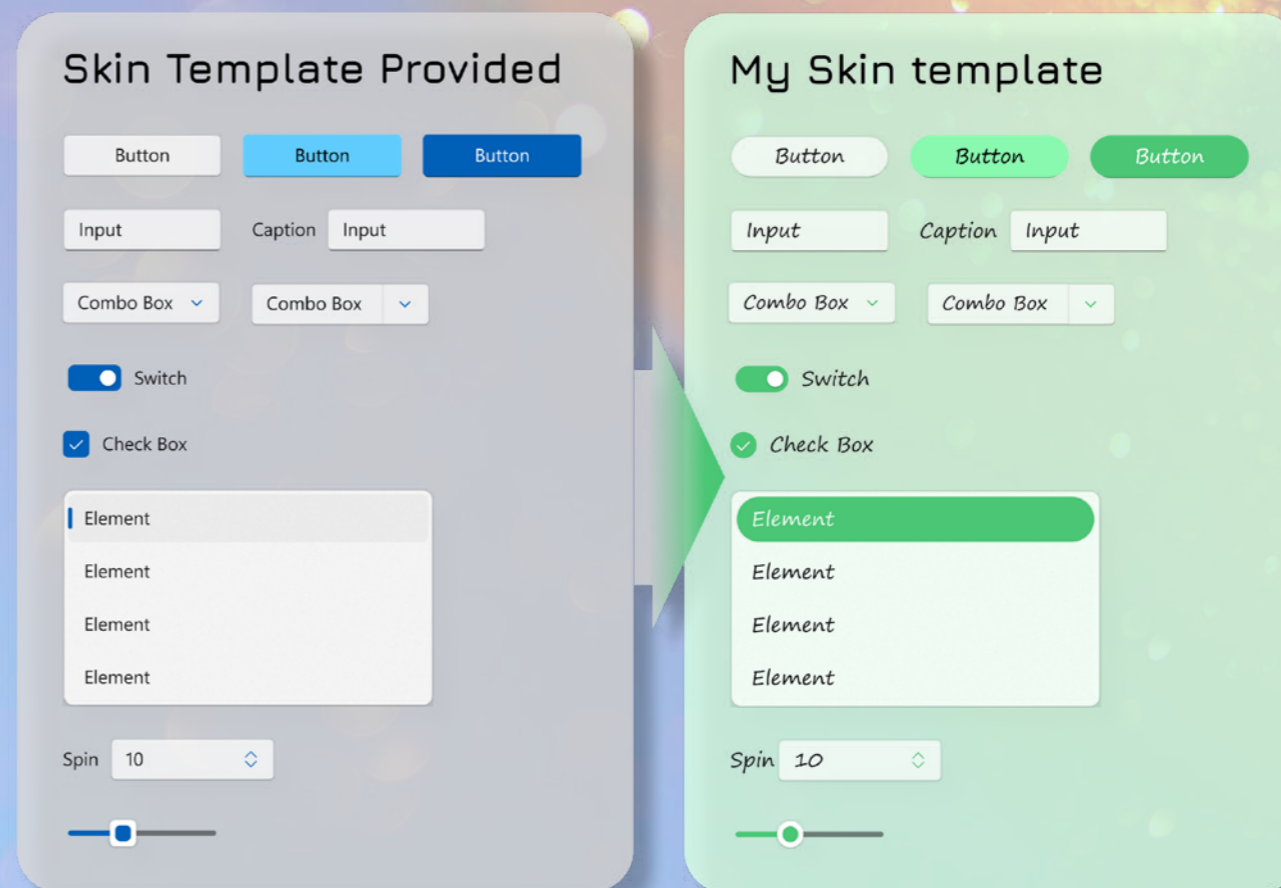 Skin Template Provided
Button Button Button
Input Caption Input
Combo Box Combo Box
Switch
Check Box
Element
Element
Element
Element
Spin 10
My Skin template
Button Button Button
Input Caption Input
Combo Box Combo Box
Switch
Check Box
Element
Element
Element
Element
Spin 10